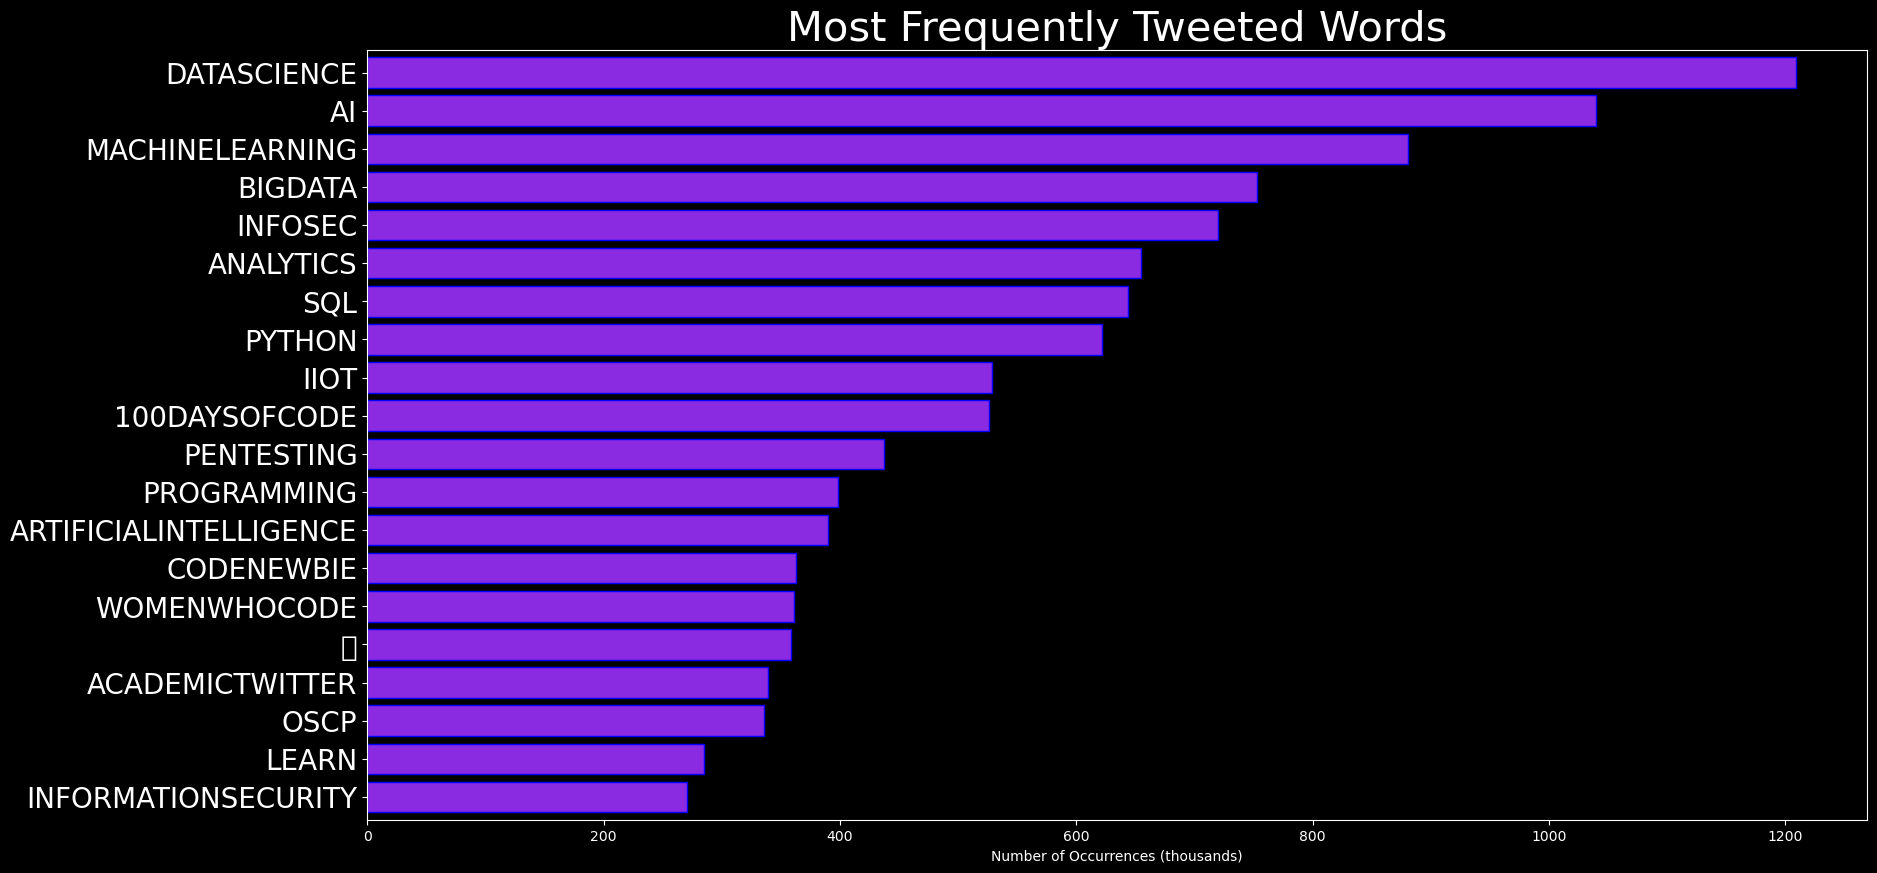 Most Frequently Tweeted Words
DATASCIENCE
AI
MACHINELEARNING
BIGDATA
INFOSEC
ANALYTICS
SQL
PYTHON
IIOT
100DAYSOFCODE
PENTESTING
PROGRAMMING
ARTIFICIALINTELLIGENCE
CODENEWBIE
WOMENWHOCODE
ACADEMICTWITTER
OSCP
LEARN
INFORMATIONSECURITY
0 200 400 600 800 1000 1200
Number of Occurrences (thousands)